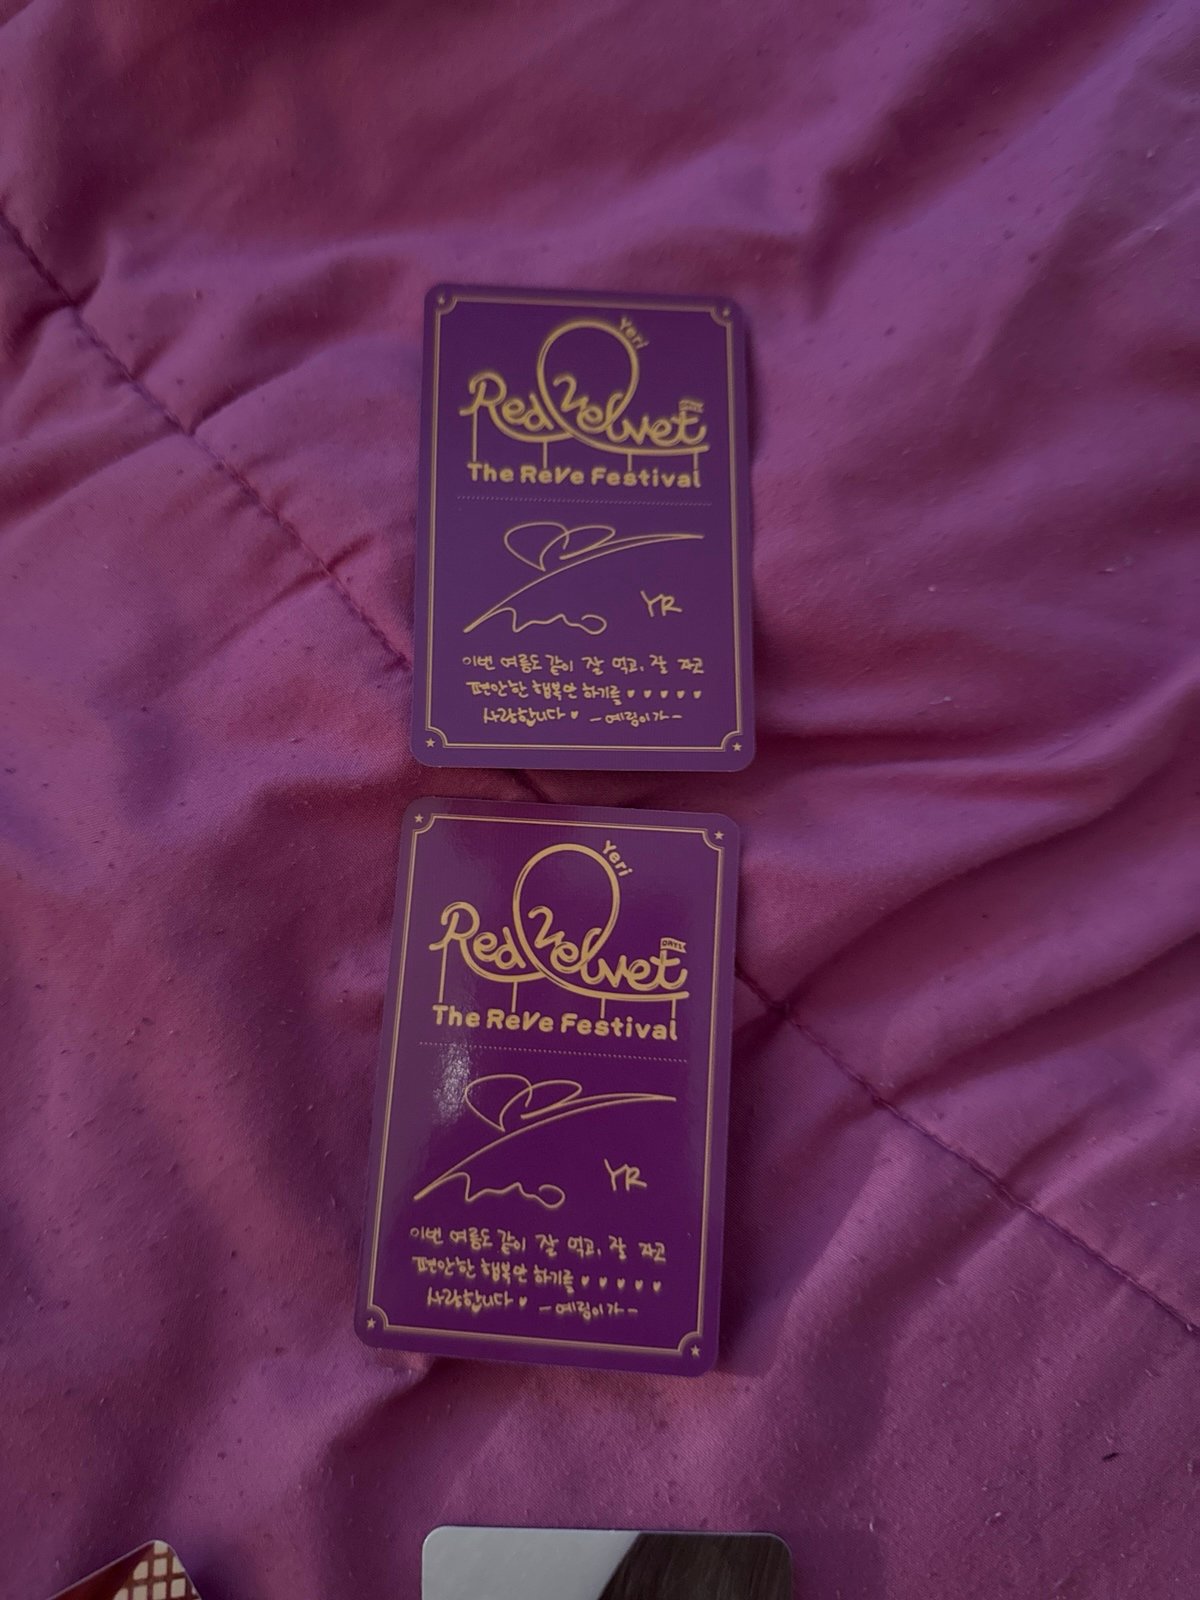 Yeri
Red Velvet
The ReVe Festival
YR
이번 여름도 같이 잘 먹고, 잘 자고
편안한 행복만 하기를 ♥ ♥ ♥ ♥ ♥
사랑합니다 ♥ -예림이가-
Yeri
DAY1
Red Velvet
The ReVe Festival
YR
이번 여름도 같이 잘 먹고, 잘 자고
편안한 행복만 하기를 ♥ ♥ ♥ ♥ ♥
사랑합니다 ♥ -예림이가-